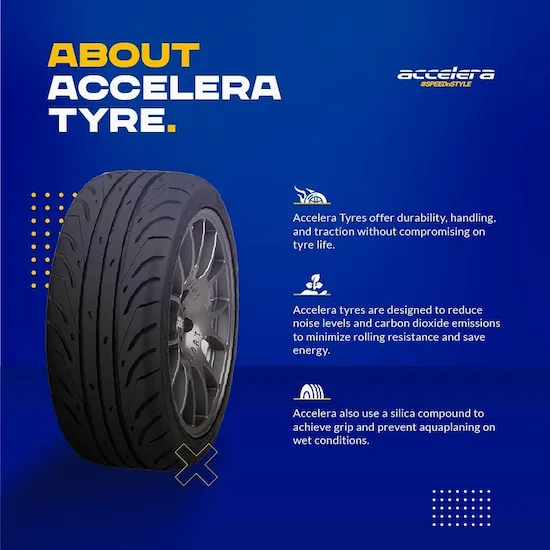 ABOUT
ACCELERA
TYRE.
accelera
#SPEEDnSTYLE
Accelera Tyres offer durability, handling,
and traction without compromising on
tyre life.
Accelera tyres are designed to reduce
noise levels and carbon dioxide emissions
to minimize rolling resistance and save
energy.
Accelera also use a silica compound to
achieve grip and prevent aquaplaning on
wet conditions.